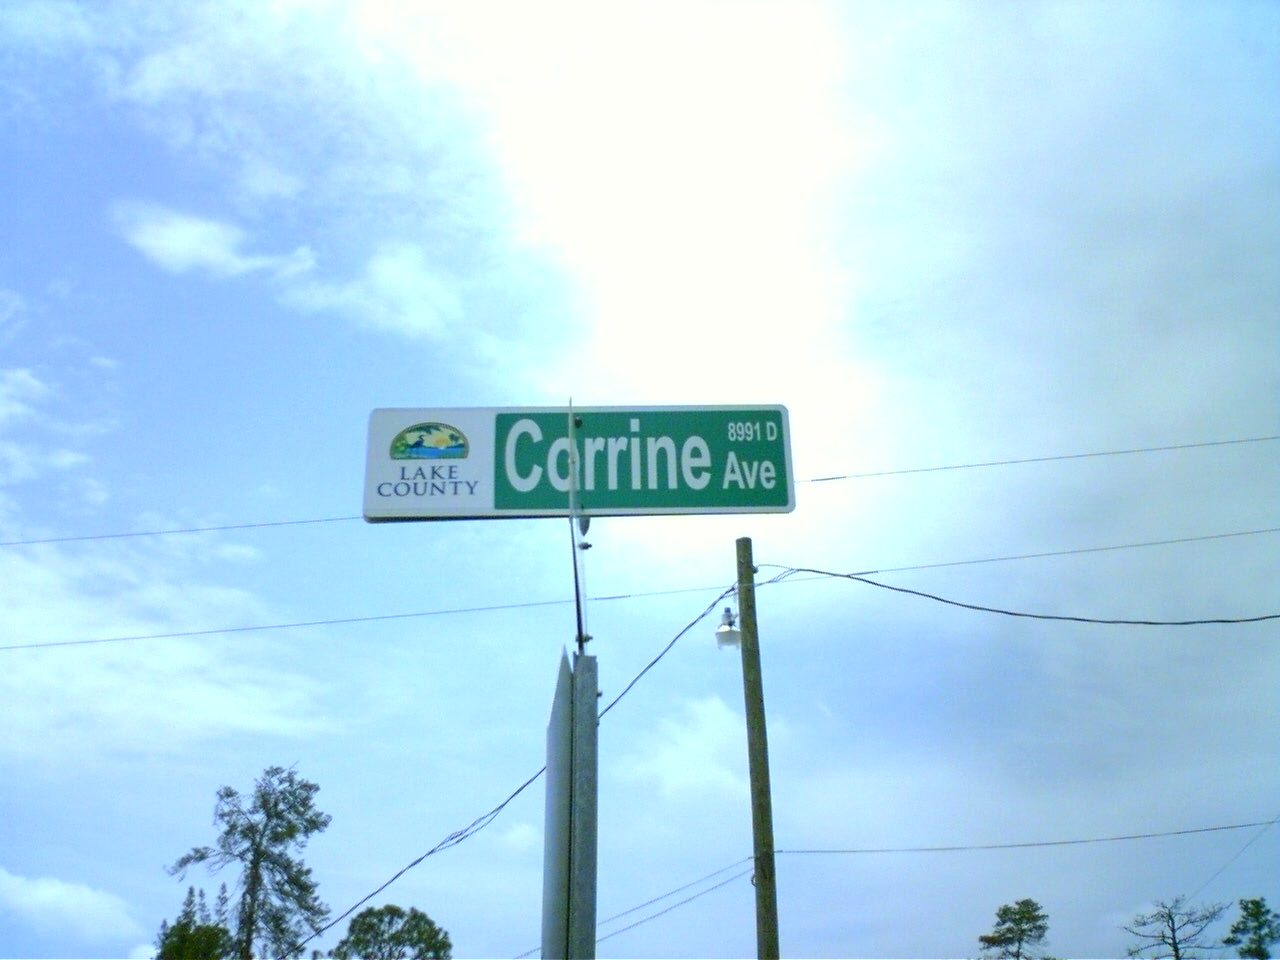 LAKE
COUNTY
Corrine
8991 D
Ave